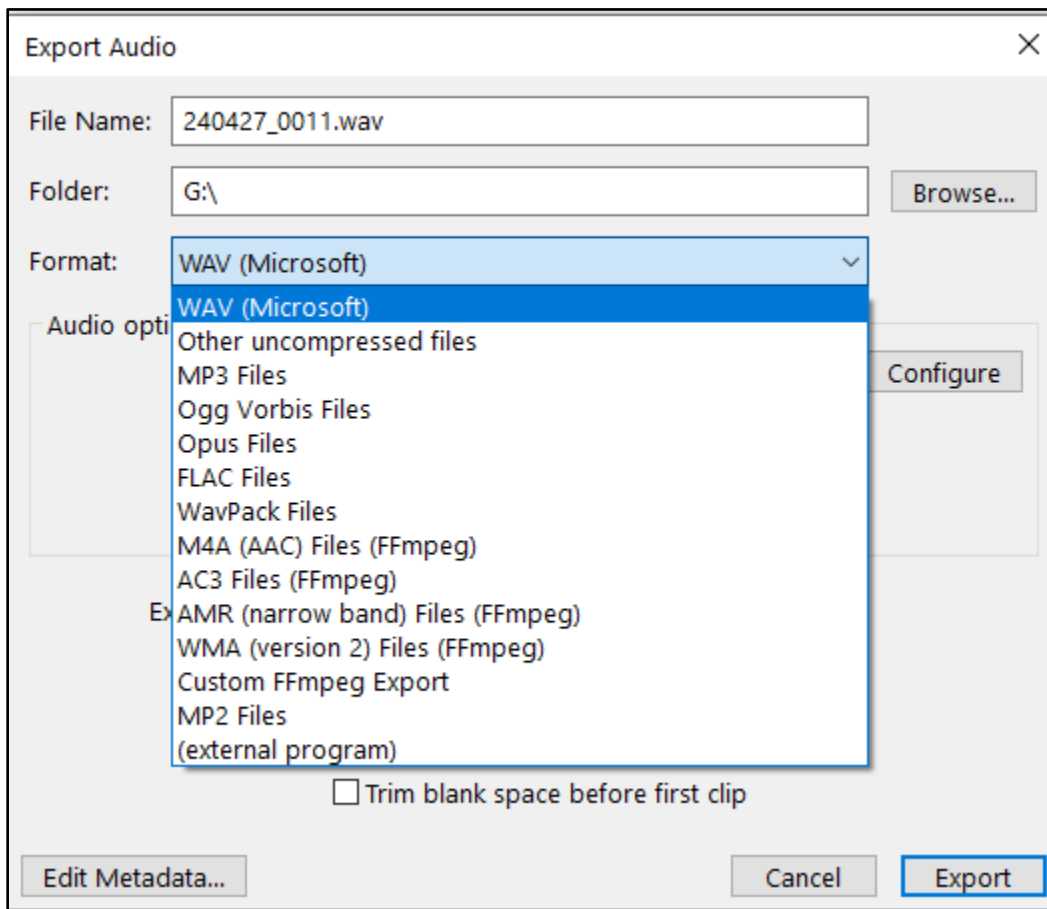 Export Audio
File Name: 240427_0011.wav
Folder: G:\ Browse...
Format: WAV (Microsoft)
WAV (Microsoft)
Audio opti
Other uncompressed files
MP3 Files Configure
Ogg Vorbis Files
Opus Files
FLAC Files
WavPack Files
M4A (AAC) Files (FFmpeg)
AC3 Files (FFmpeg)
Ex AMR (narrow band) Files (FFmpeg)
WMA (version 2) Files (FFmpeg)
Custom FFmpeg Export
MP2 Files
(external program)
Trim blank space before first clip
Edit Metadata... Cancel Export